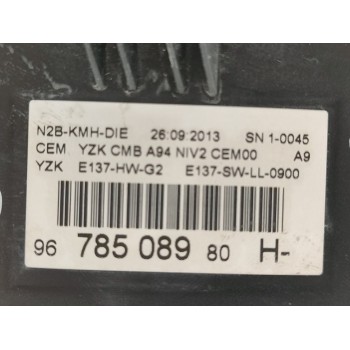 N2B-KMH-DIE 26:09:2013 SN 1-0045
CEM YZK CMB A94 NIV2 CEM00 A9
YZK E137-HW-G2 E137-SW-LL-0900
96 785 089 80 H-